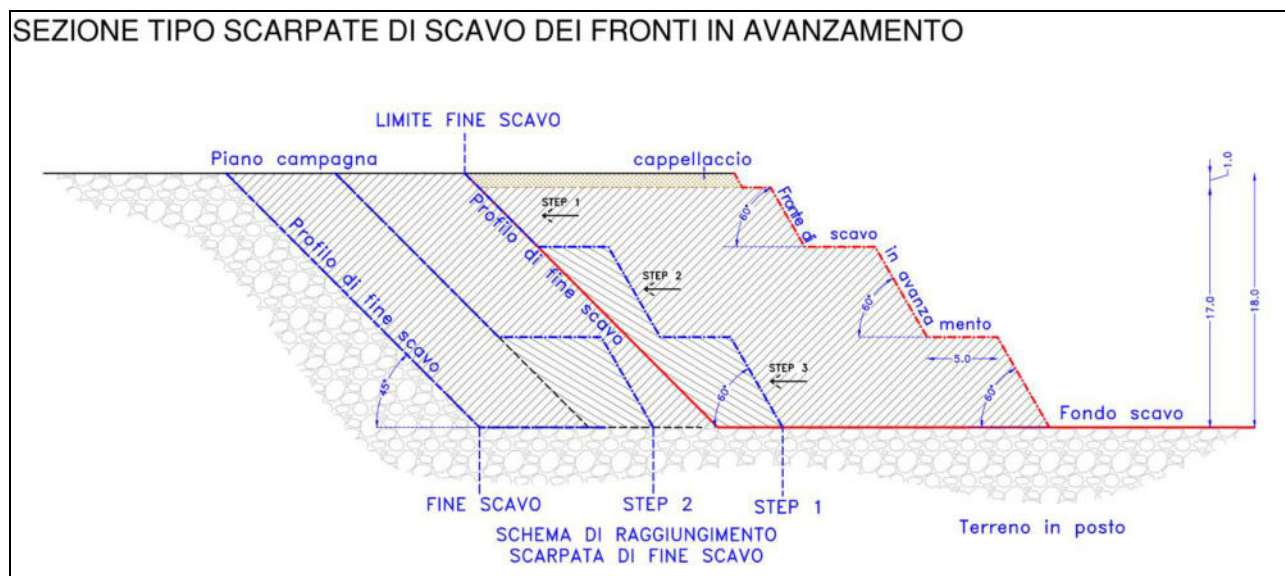 SEZIONE TIPO SCARPATE DI SCAVO DEI FRONTI IN AVANZAMENTO
LIMITE FINE SCAVO
Piano campagna
cappellaccio
1.0
STEP 1
60°
Fronte di scavo in avanzamento
Profilo di fine scavo
Profilo di fine scavo
STEP 2
60°
17.0
18.0
5.0
STEP 3
45°
60°
60°
Fondo scavo
FINE SCAVO
STEP 2
STEP 1
Terreno in posto
SCHEMA DI RAGGIUNGIMENTO
SCARPATA DI FINE SCAVO